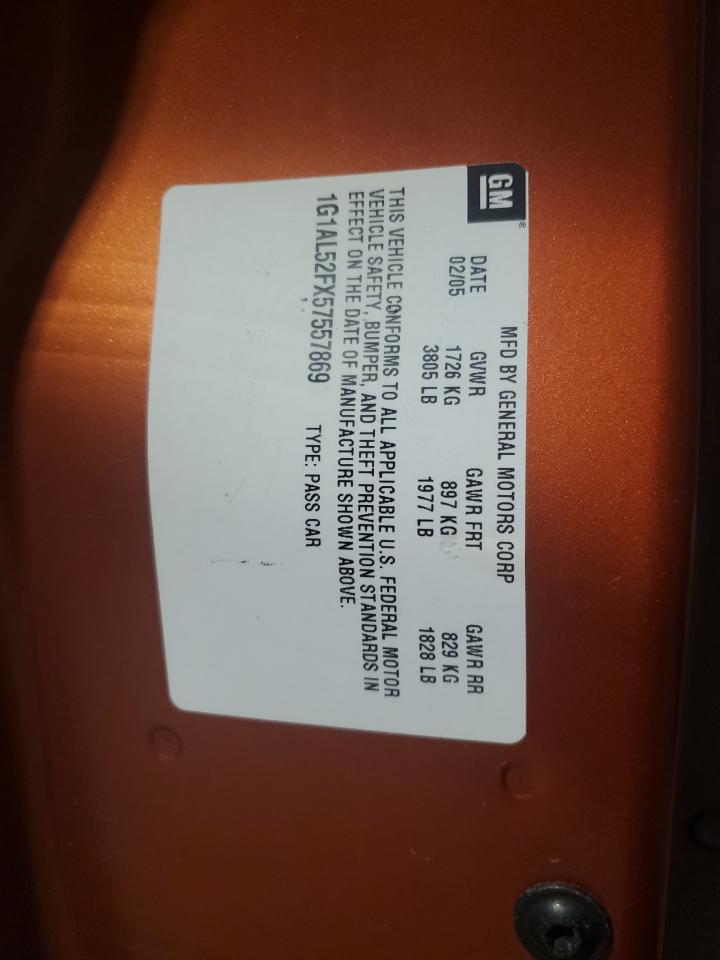 GM®
MFD BY GENERAL MOTORS CORP
DATE GVWR GAWR FRT GAWR RR
02/05 1726 KG 897 KG 829 KG
3805 LB 1977 LB 1828 LB
THIS VEHICLE CONFORMS TO ALL APPLICABLE U.S. FEDERAL MOTOR
VEHICLE SAFETY, BUMPER, AND THEFT PREVENTION STANDARDS IN
EFFECT ON THE DATE OF MANUFACTURE SHOWN ABOVE.
1G1AL52FX57557869 TYPE: PASS CAR